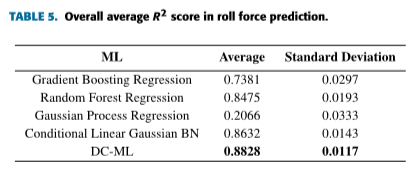 TABLE 5. Overall average R² score in roll force prediction.
ML Average Standard Deviation
Gradient Boosting Regression 0.7381 0.0297
Random Forest Regression 0.8475 0.0193
Gaussian Process Regression 0.2066 0.0333
Conditional Linear Gaussian BN 0.8632 0.0143
DC-ML 0.8828 0.0117